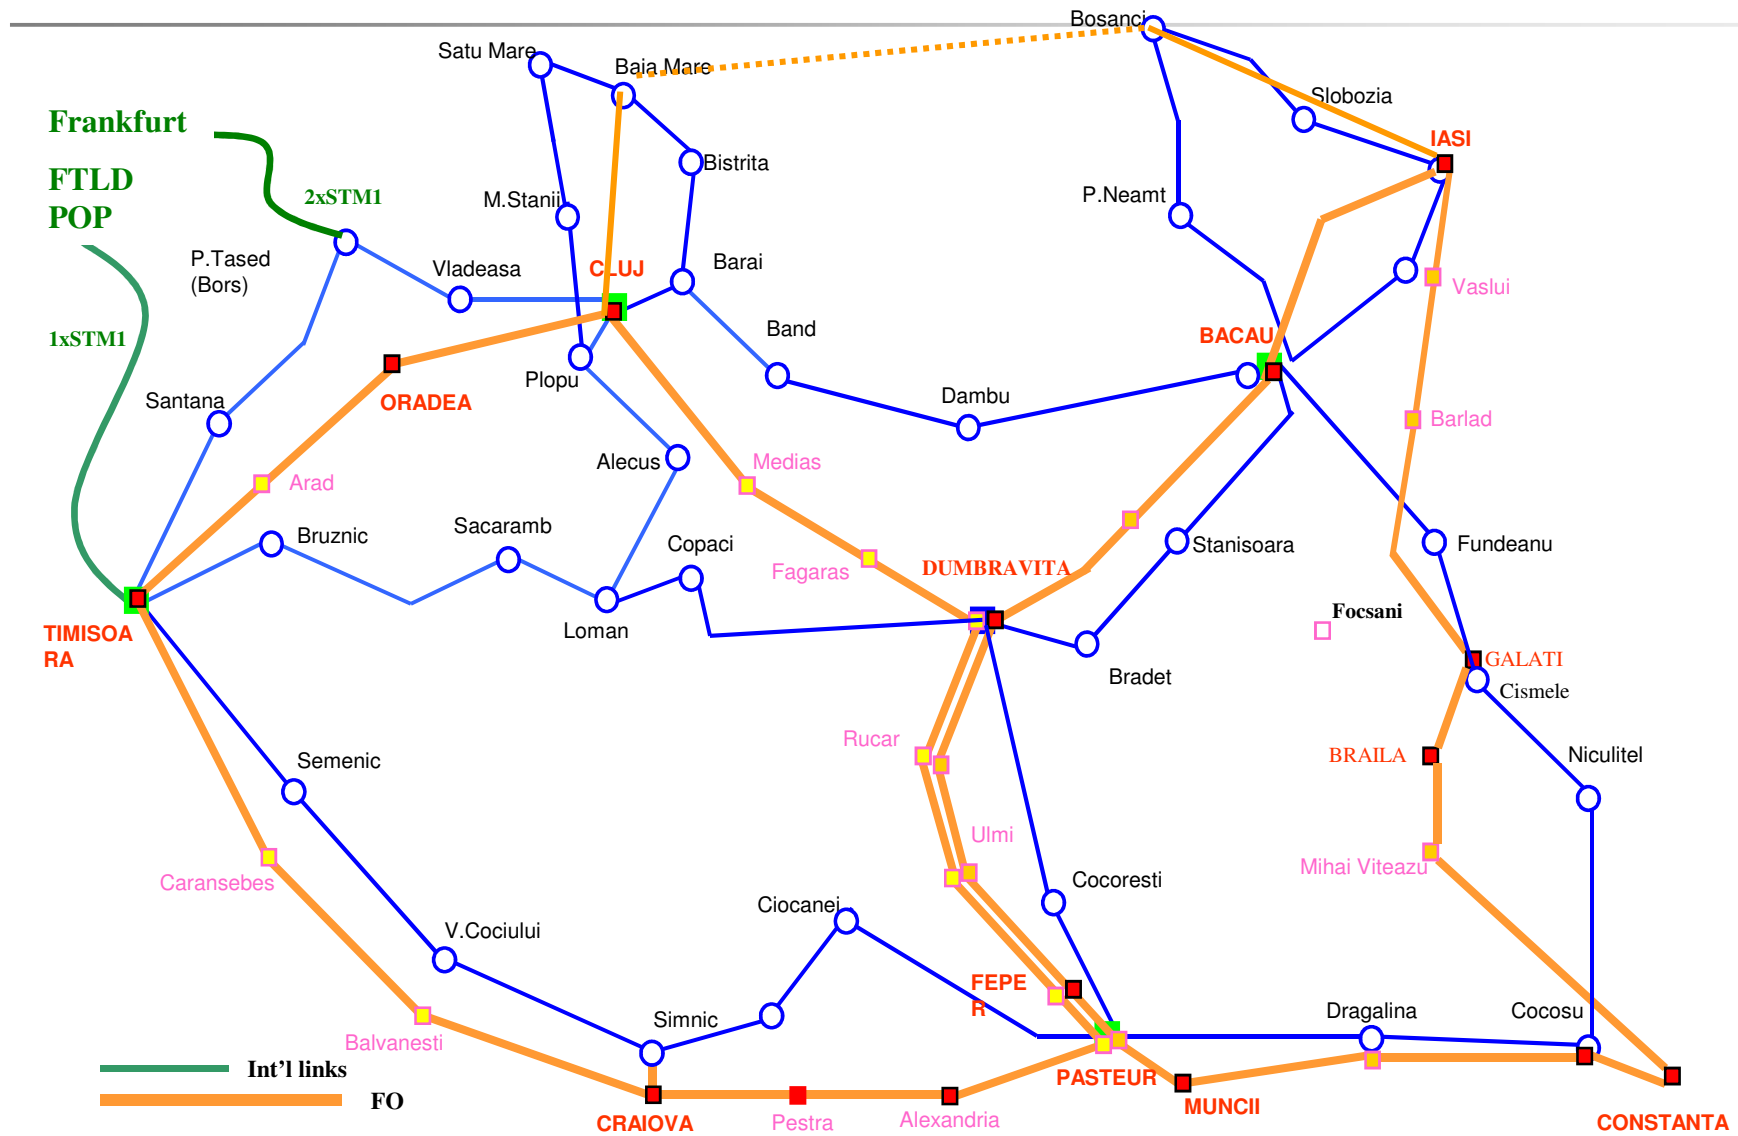 Bosanci
Satu Mare
Baia Mare
Slobozia
Frankfurt
IASI
Bistrita
FTLD
POP
2xSTM1
M.Stanii
P.Neamt
P.Tased
(Bors)
Vladeasa
CLUJ
Barai
Vaslui
1xSTM1
Band
BACAU
Plopu
Santana
ORADEA
Dambu
Barlad
Alecus
Medias
Arad
Bruznic
Sacaramb
Copaci
Stanisoara
Fundeanu
Fagaras
DUMBRAVITA
Focsani
TIMISOA
RA
Loman
GALATI
Bradet
Cismele
Rucar
Semenic
BRAILA
Niculitel
Ulmi
Caransebes
Cocoresti
Mihai Viteazu
Ciocanei
V.Cociului
FEPE
R
Simnic
Dragalina
Cocosu
Balvanesti
Int'l links
PASTEUR
FO
MUNCII
CRAIOVA
Pestra
Alexandria
CONSTANTA